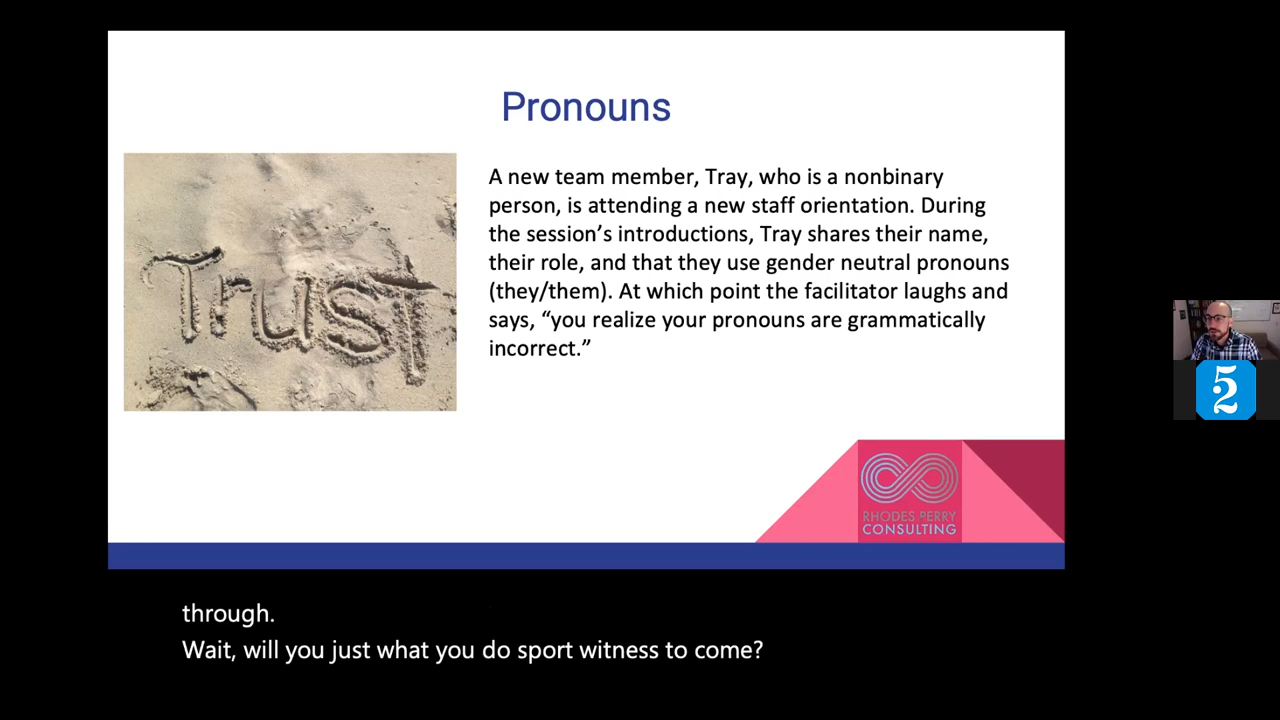 Pronouns
Trust
A new team member, Tray, who is a nonbinary
person, is attending a new staff orientation. During
the session’s introductions, Tray shares their name,
their role, and that they use gender neutral pronouns
(they/them). At which point the facilitator laughs and
says, “you realize your pronouns are grammatically
incorrect.”
RHODES PERRY
CONSULTING
5
through.
Wait, will you just what you do sport witness to come?